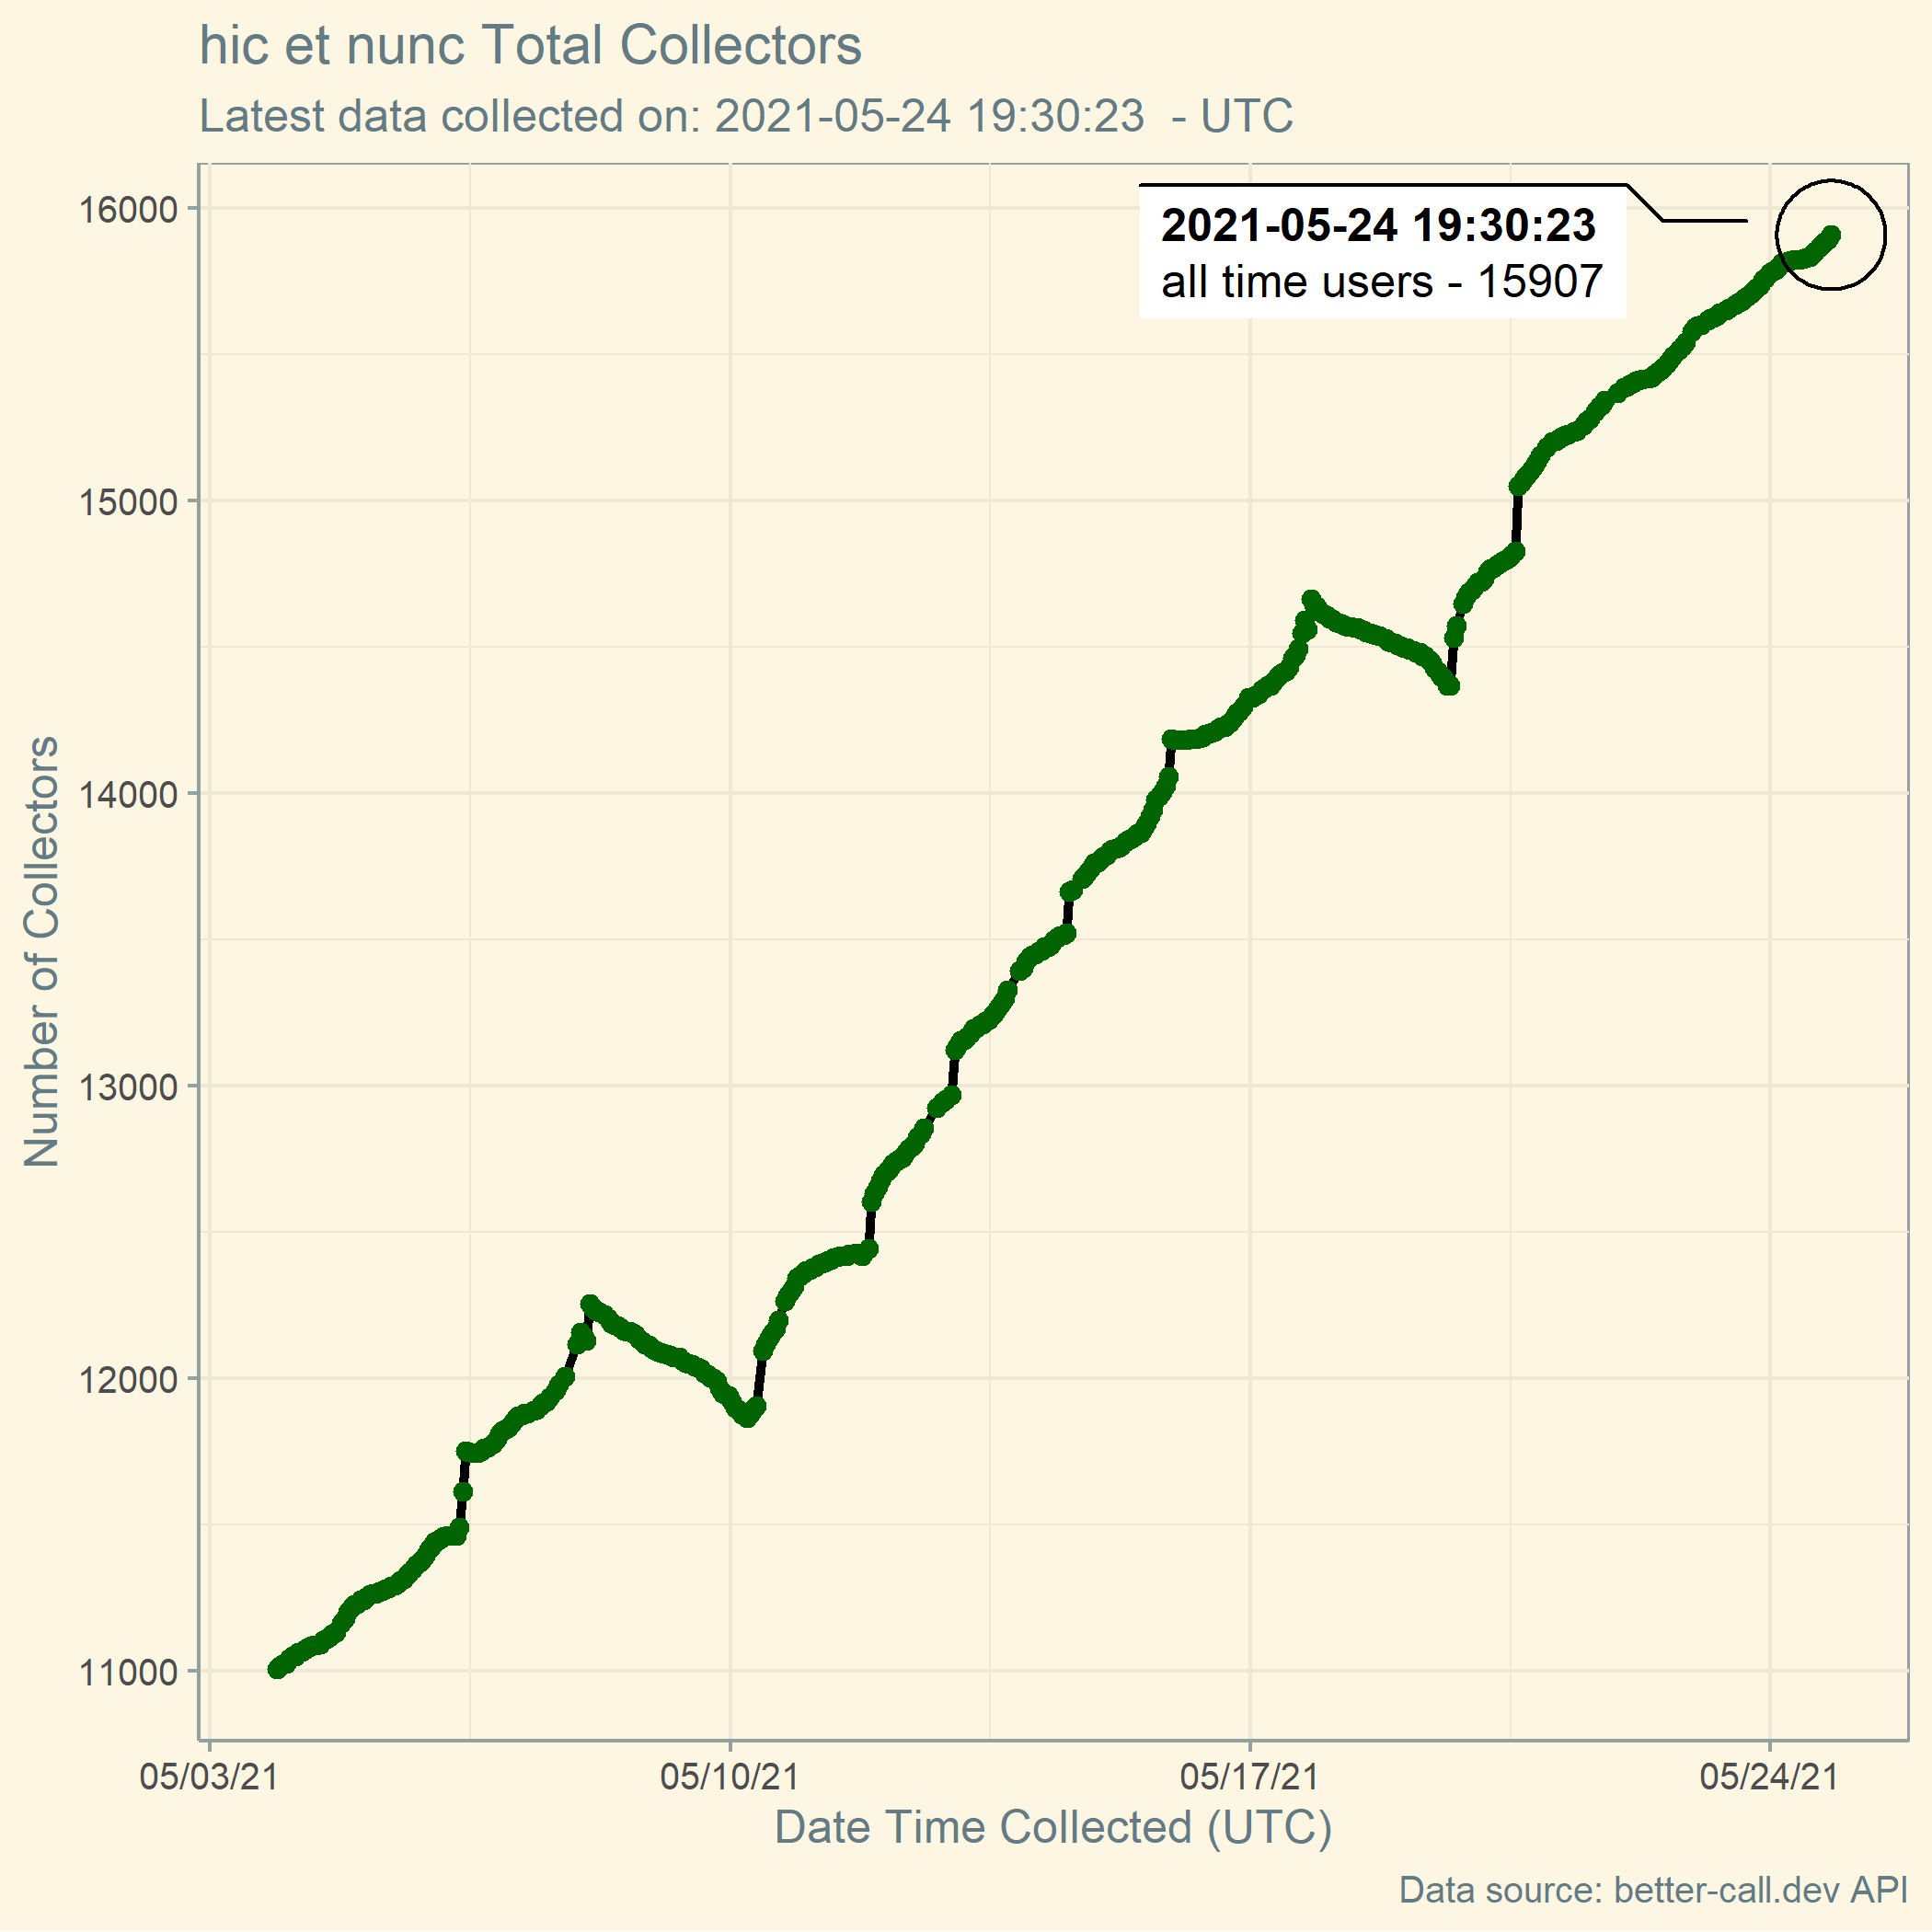 hic et nunc Total Collectors
Latest data collected on: 2021-05-24 19:30:23 - UTC
2021-05-24 19:30:23
all time users - 15907
Number of Collectors
16000
15000
14000
13000
12000
11000
05/03/21 05/10/21 05/17/21 05/24/21
Date Time Collected (UTC)
Data source: better-call.dev API